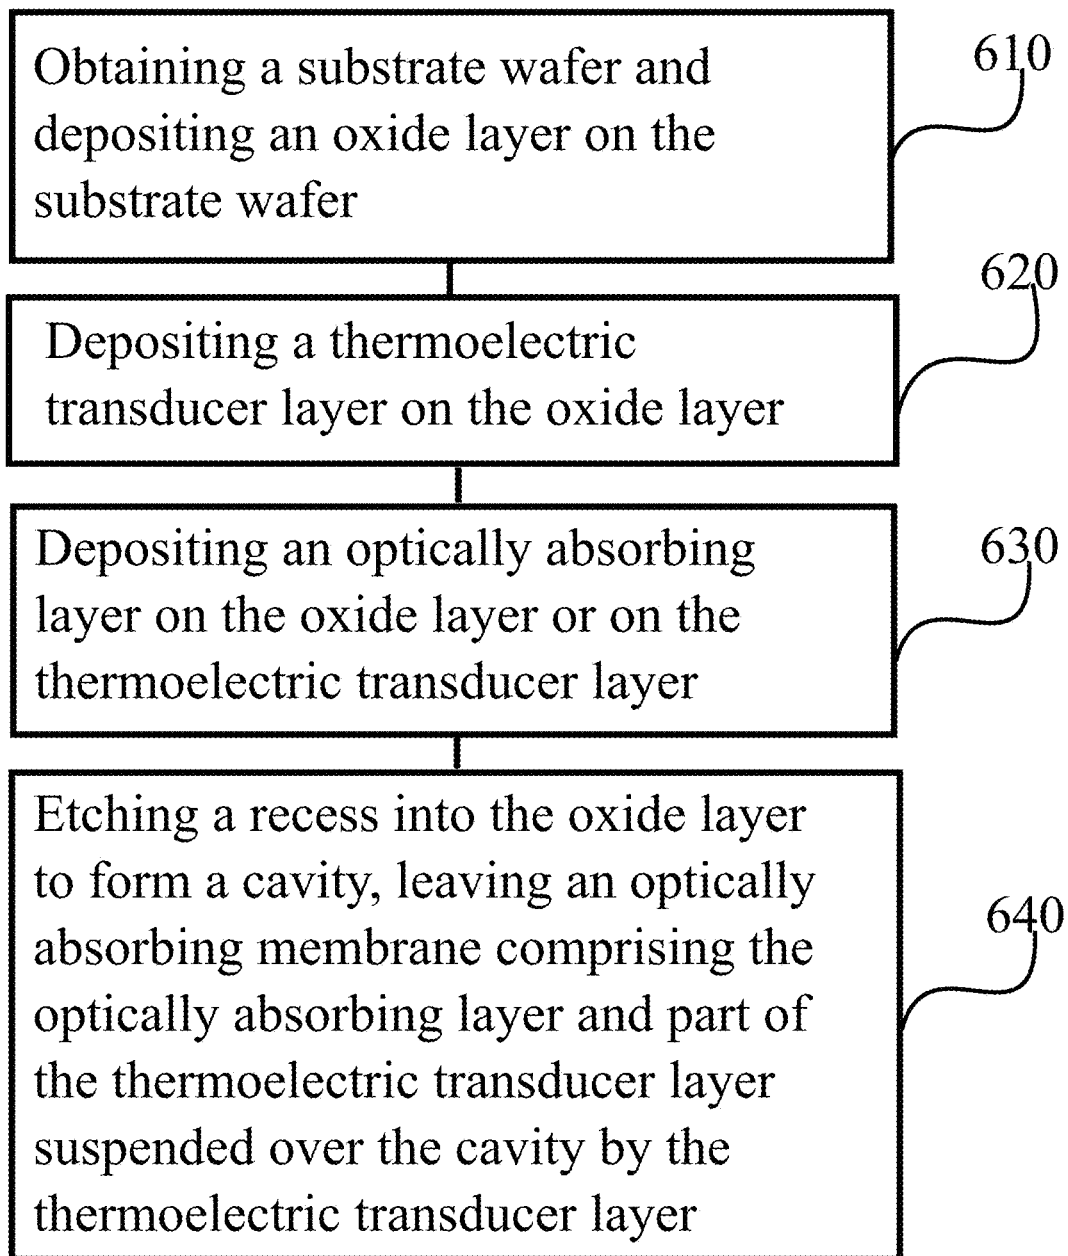 Obtaining a substrate wafer and
depositing an oxide layer on the
substrate wafer
610
Depositing a thermoelectric
transducer layer on the oxide layer
620
Depositing an optically absorbing
layer on the oxide layer or on the
thermoelectric transducer layer
630
Etching a recess into the oxide layer
to form a cavity, leaving an optically
absorbing membrane comprising the
optically absorbing layer and part of
the thermoelectric transducer layer
suspended over the cavity by the
thermoelectric transducer layer
640